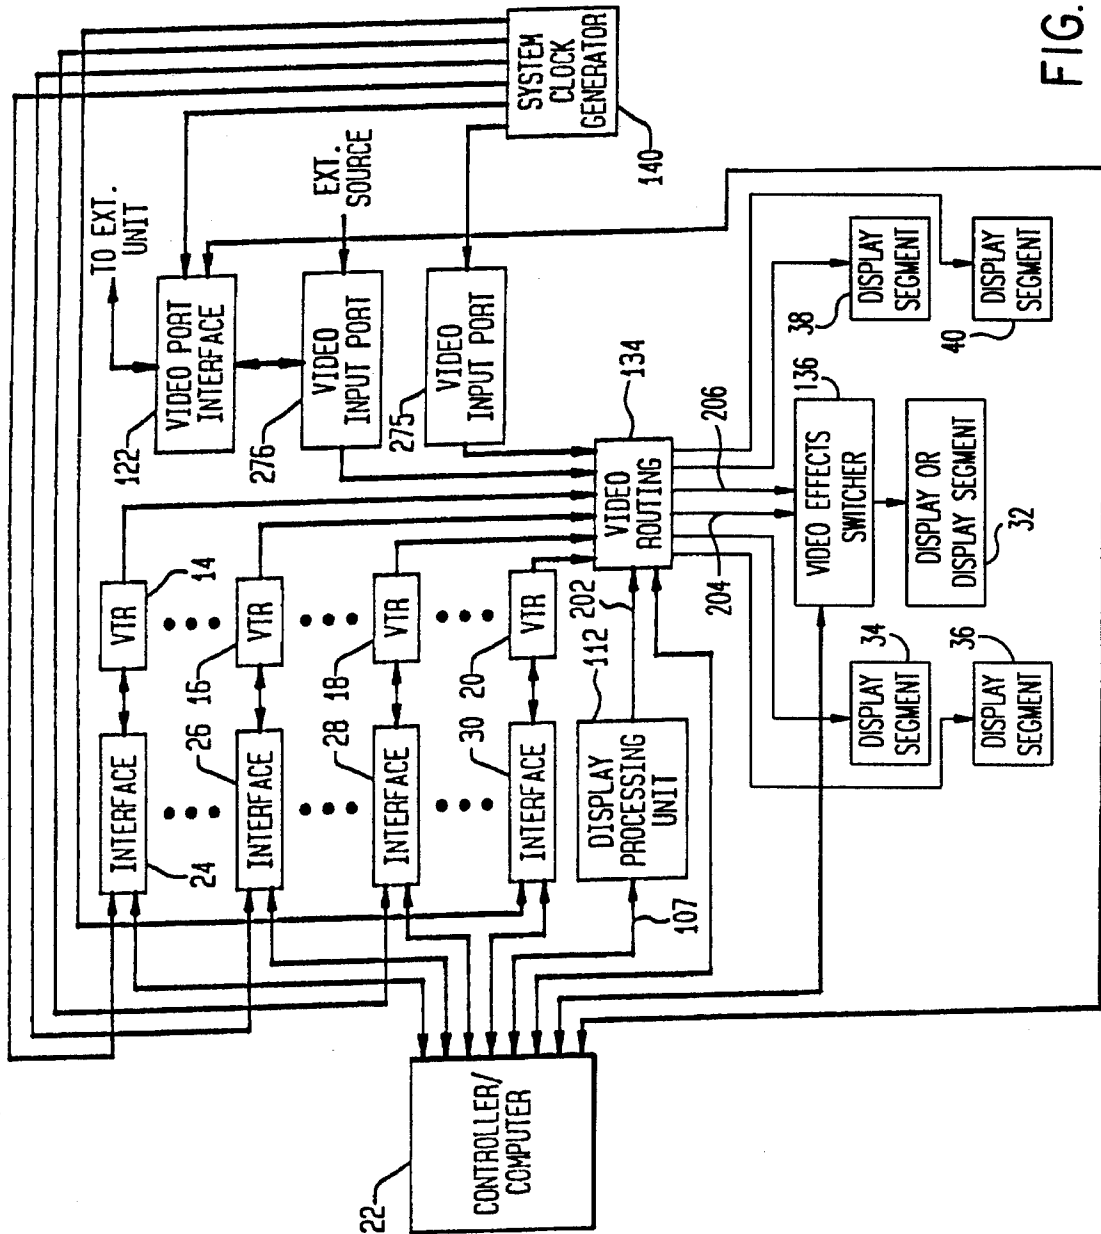 TO EXT.
UNIT
SYSTEM
CLOCK
GENERATOR
140
VIDEO PORT
INTERFACE
122
EXT.
SOURCE
VIDEO
INPUT PORT
276
VIDEO
INPUT PORT
275
INTERFACE
24
VTR
14
INTERFACE
26
VTR
16
INTERFACE
28
VTR
18
INTERFACE
30
VTR
20
DISPLAY
PROCESSING
UNIT
112
107
202
VIDEO
ROUTING
134
CONTROLLER/
COMPUTER
22
204
206
VIDEO EFFECTS
SWITCHER
136
DISPLAY
SEGMENT
34
DISPLAY
SEGMENT
36
DISPLAY OR
DISPLAY SEGMENT
32
DISPLAY
SEGMENT
38
DISPLAY
SEGMENT
40
FIG.